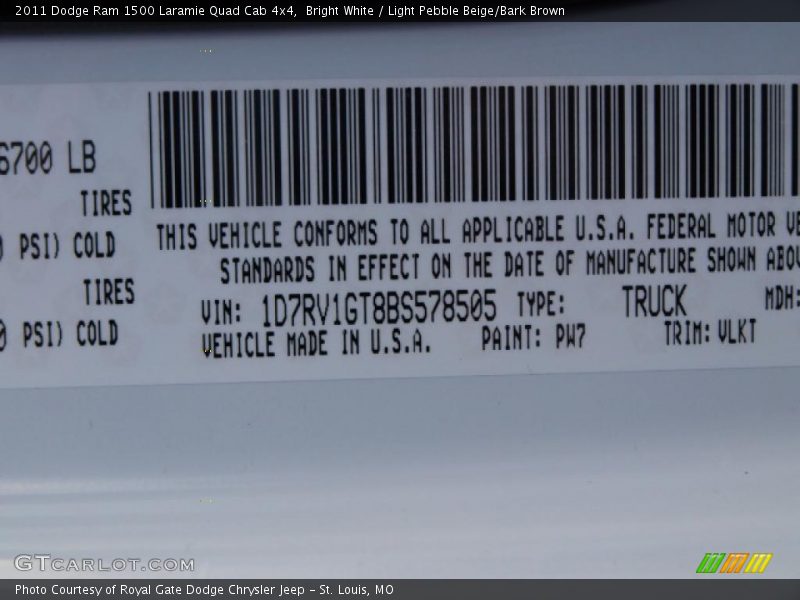 2011 Dodge Ram 1500 Laramie Quad Cab 4x4, Bright White / Light Pebble Beige/Bark Brown
6700 LB
TIRES
PSI) COLD
TIRES
PSI) COLD
THIS VEHICLE CONFORMS TO ALL APPLICABLE U.S.A. FEDERAL MOTOR VE
STANDARDS IN EFFECT ON THE DATE OF MANUFACTURE SHOWN ABOV
VIN: 1D7RV1GT8BS578505 TYPE: TRUCK MDH:
VEHICLE MADE IN U.S.A. PAINT: PW7 TRIM: VLKT
GTCARLOT.COM
Photo Courtesy of Royal Gate Dodge Chrysler Jeep – St. Louis, MO